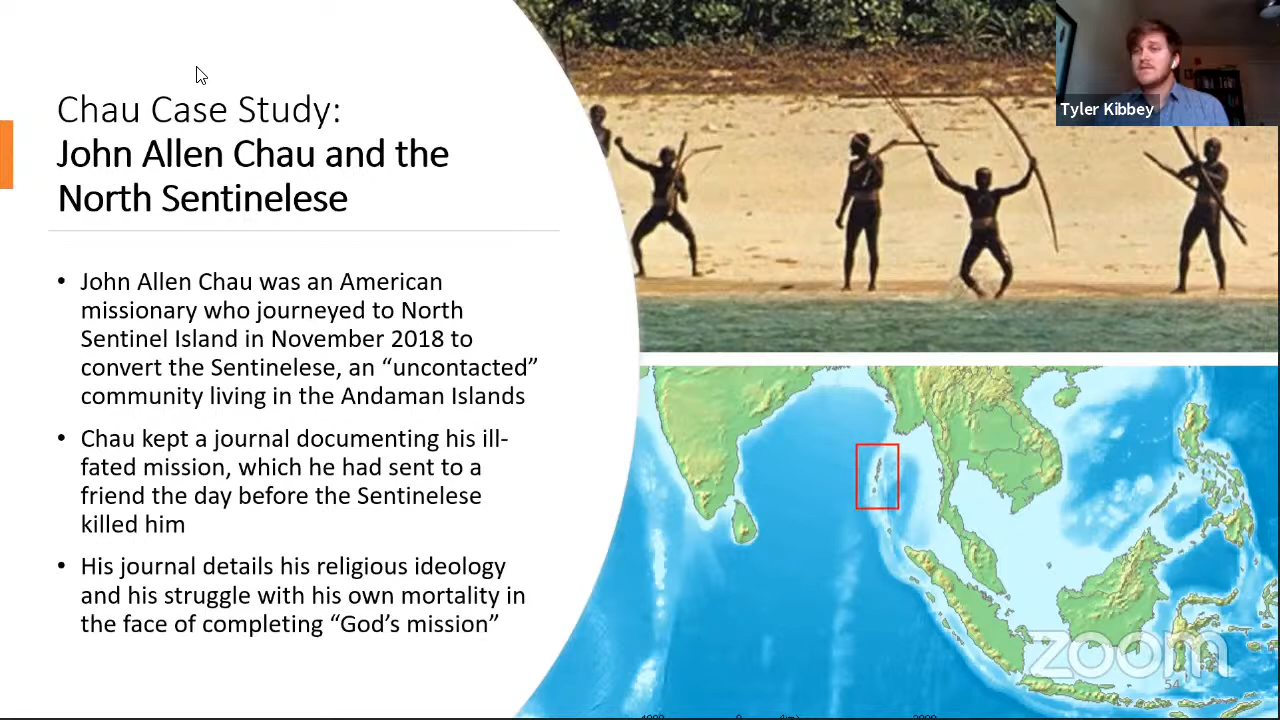 Chau Case Study:
John Allen Chau and the
North Sentinelese
• John Allen Chau was an American
missionary who journeyed to North
Sentinel Island in November 2018 to
convert the Sentinelese, an “uncontacted”
community living in the Andaman Islands
• Chau kept a journal documenting his ill-
fated mission, which he had sent to a
friend the day before the Sentinelese
killed him
• His journal details his religious ideology
and his struggle with his own mortality in
the face of completing “God’s mission”
Tyler Kibbey
zoom
54